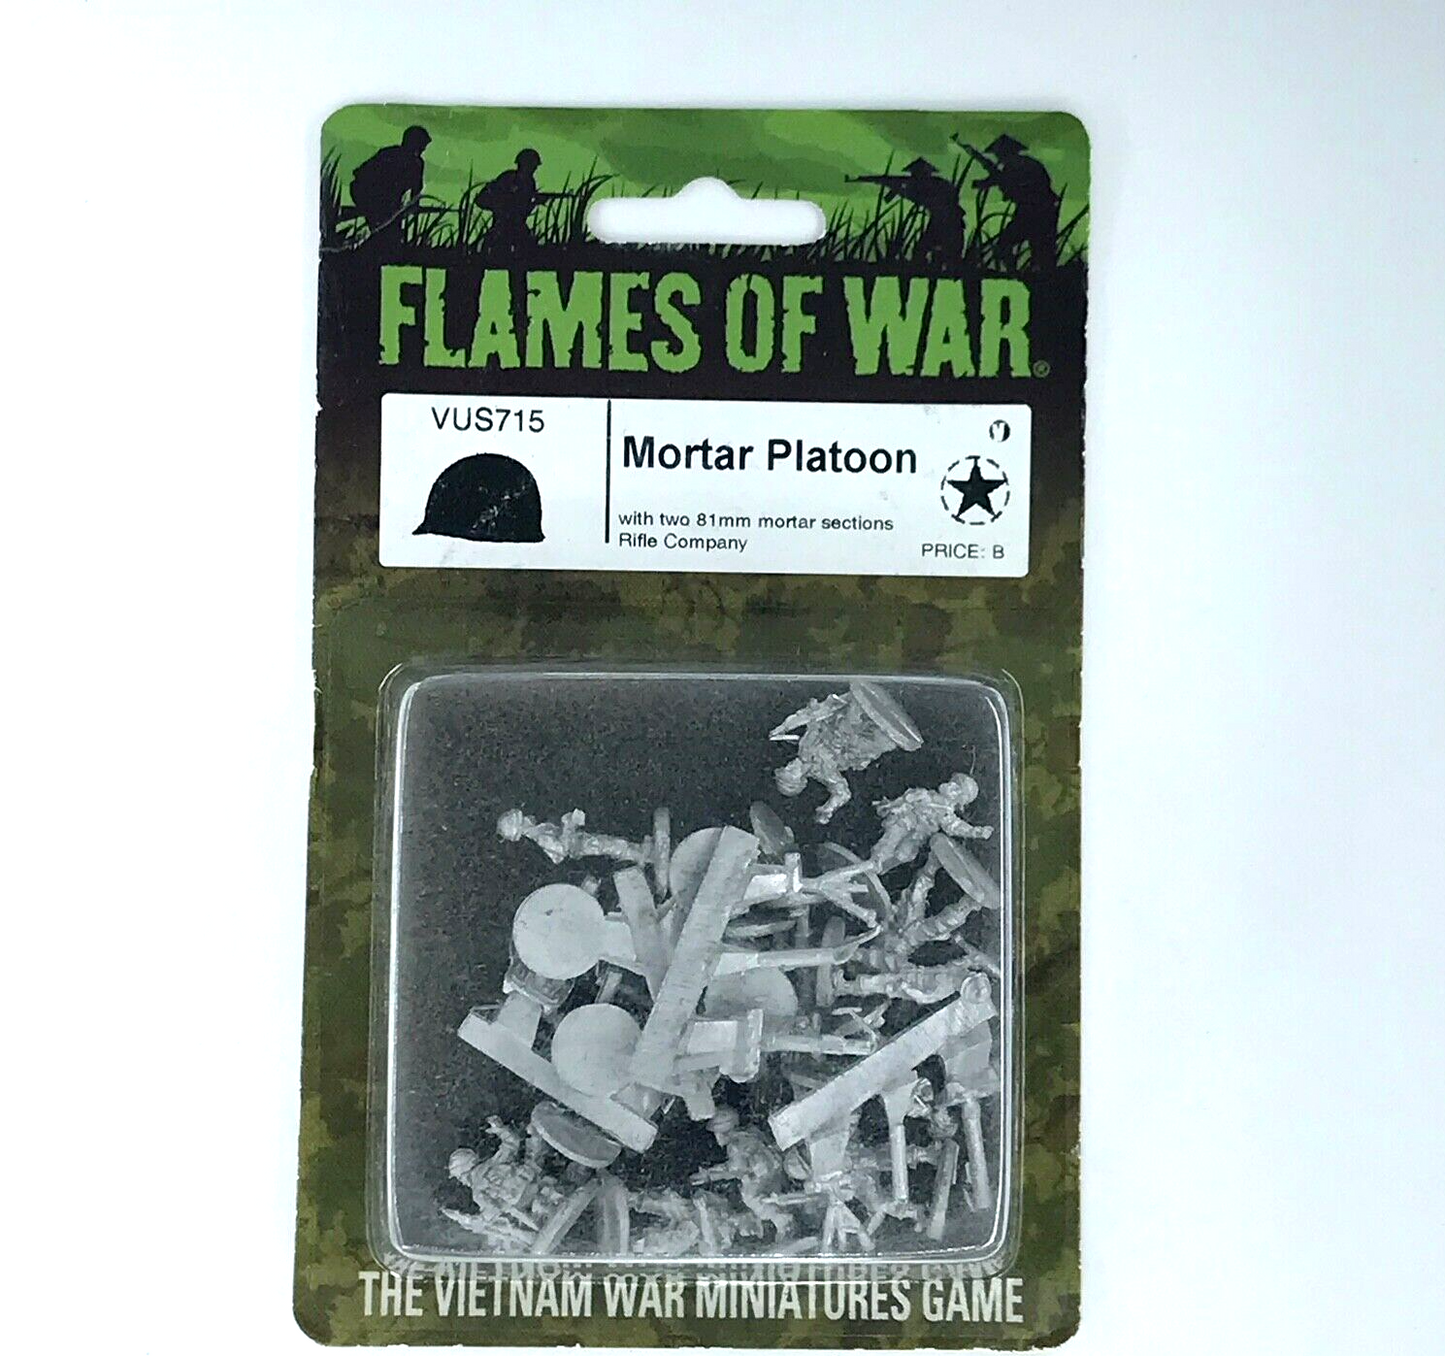 FLAMES OF WAR®
VUS715
Mortar Platoon
with two 81mm mortar sections
Rifle Company
PRICE: B
THE VIETNAM WAR MINIATURES GAME